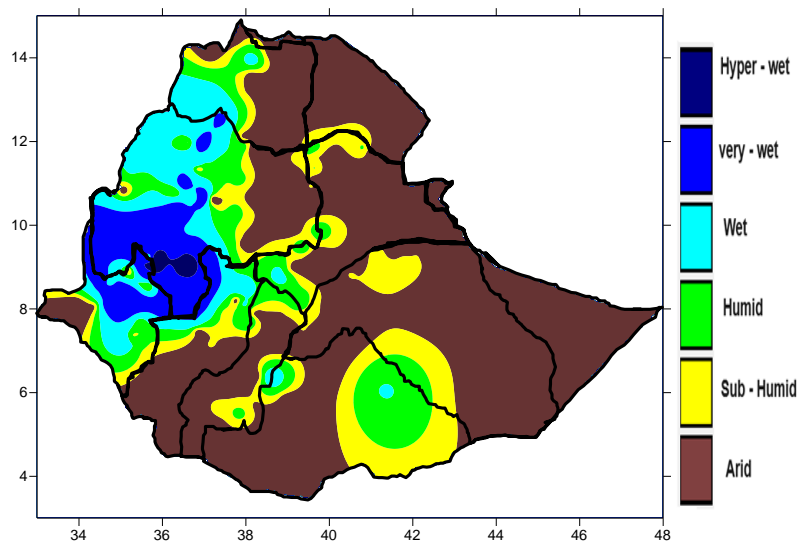 14
12
10
8
6
4
34 36 38 40 42 44 46 48
Hyper - wet
very - wet
Wet
Humid
Sub - Humid
Arid